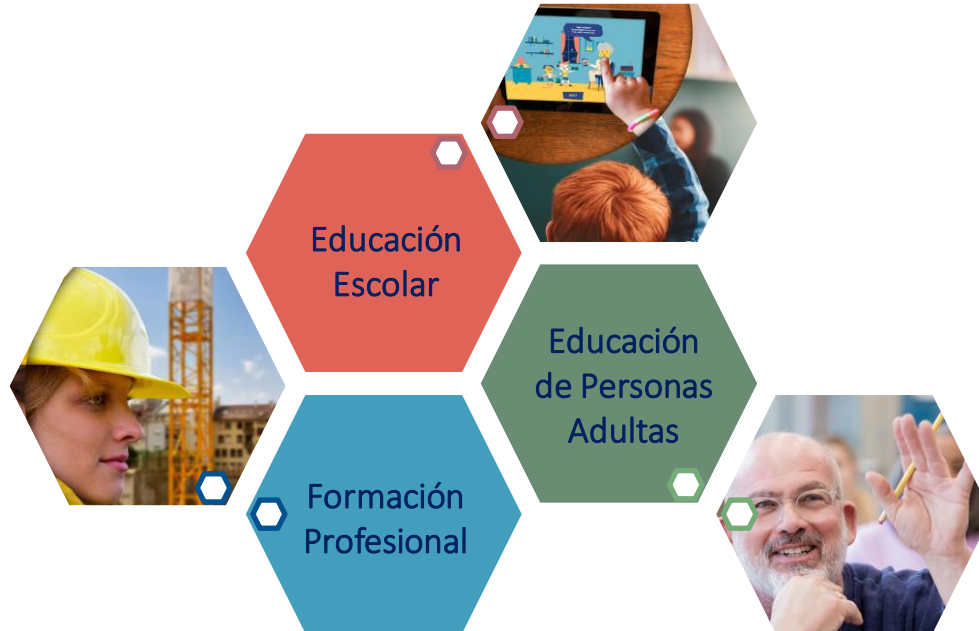 Educación
Escolar
Educación
de Personas
Adultas
Formación
Profesional